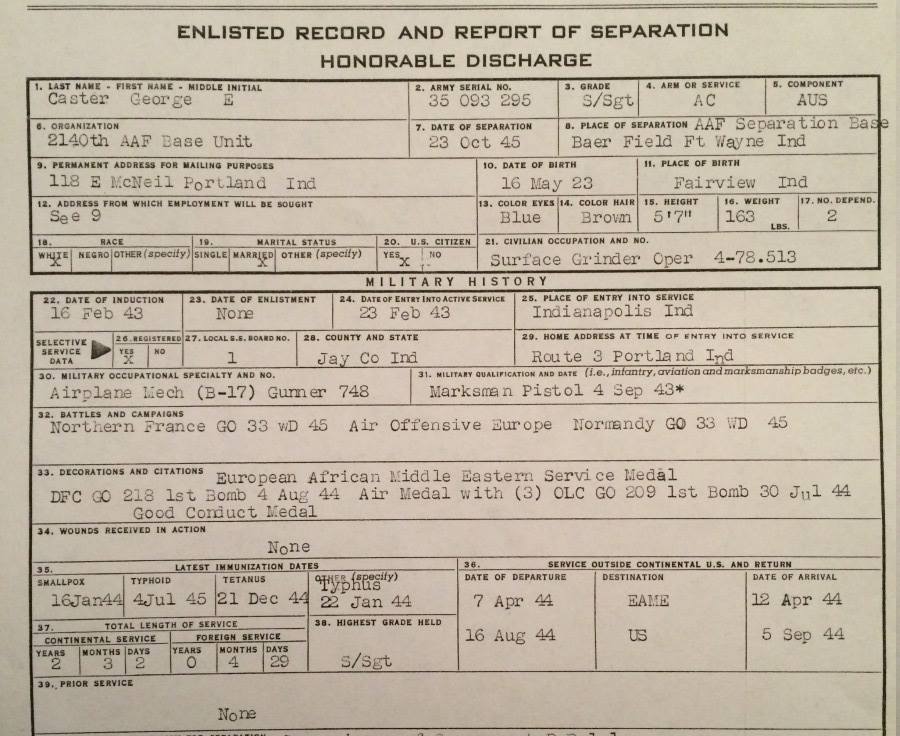 ENLISTED RECORD AND REPORT OF SEPARATION
HONORABLE DISCHARGE
1. LAST NAME - FIRST NAME - MIDDLE INITIAL
Caster George E
2. ARMY SERIAL NO.
35 093 295
3. GRADE
S/Sgt
4. ARM OR SERVICE
AC
5. COMPONENT
AUS
6. ORGANIZATION
2140th AAF Base Unit
7. DATE OF SEPARATION
23 Oct 45
8. PLACE OF SEPARATION AAF Separation Base
Baer Field Ft Wayne Ind
9. PERMANENT ADDRESS FOR MAILING PURPOSES
118 E McNeil Portland Ind
10. DATE OF BIRTH
16 May 23
11. PLACE OF BIRTH
Fairview Ind
12. ADDRESS FROM WHICH EMPLOYMENT WILL BE SOUGHT
See 9
13. COLOR EYES
Blue
14. COLOR HAIR
Brown
15. HEIGHT
5'7"
16. WEIGHT
163 LBS.
17. NO. DEPEND.
2
18. RACE
WHITE X NEGRO OTHER (specify)
19. MARITAL STATUS
SINGLE MARRIED X OTHER (specify)
20. U.S. CITIZEN
YES X NO
21. CIVILIAN OCCUPATION AND NO.
Surface Grinder Oper 4-78.513
MILITARY HISTORY
22. DATE OF INDUCTION
16 Feb 43
23. DATE OF ENLISTMENT
None
24. DATE OF ENTRY INTO ACTIVE SERVICE
23 Feb 43
25. PLACE OF ENTRY INTO SERVICE
Indianapolis Ind
SELECTIVE
SERVICE
DATA
26. REGISTERED
YES X NO
27. LOCAL S.S. BOARD NO.
1
28. COUNTY AND STATE
Jay Co Ind
29. HOME ADDRESS AT TIME OF ENTRY INTO SERVICE
Route 3 Portland Ind
30. MILITARY OCCUPATIONAL SPECIALTY AND NO.
Airplane Mech (B-17) Gunner 748
31. MILITARY QUALIFICATION AND DATE (i.e., infantry, aviation and marksmanship badges, etc.)
Marksman Pistol 4 Sep 43*
32. BATTLES AND CAMPAIGNS
Northern France GO 33 wD 45 Air Offensive Europe Normandy GO 33 WD 45
33. DECORATIONS AND CITATIONS European African Middle Eastern Service Medal
DFC GO 218 1st Bomb 4 Aug 44 Air Medal with (3) OLC GO 209 1st Bomb 30 Jul 44
Good Conduct Medal
34. WOUNDS RECEIVED IN ACTION
None
35. LATEST IMMUNIZATION DATES
SMALLPOX
16Jan44
TYPHOID
4Jul 45
TETANUS
21 Dec 44
OTHER (specify)
Typhus
22 Jan 44
36. SERVICE OUTSIDE CONTINENTAL U.S. AND RETURN
DATE OF DEPARTURE DESTINATION DATE OF ARRIVAL
7 Apr 44 EAME 12 Apr 44
16 Aug 44 US 5 Sep 44
37. TOTAL LENGTH OF SERVICE
CONTINENTAL SERVICE FOREIGN SERVICE
YEARS MONTHS DAYS YEARS MONTHS DAYS
2 3 2 0 4 29
38. HIGHEST GRADE HELD
S/Sgt
39. PRIOR SERVICE
None